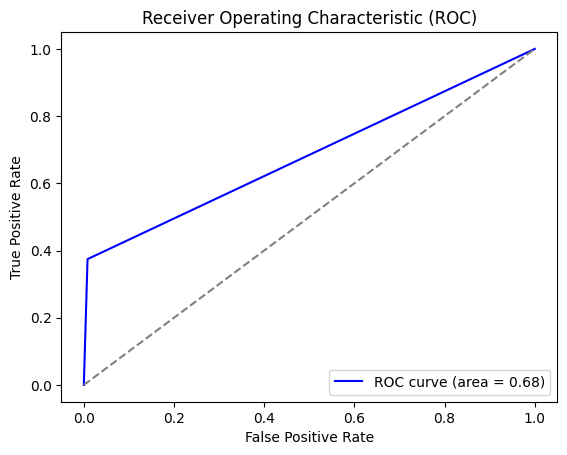 Receiver Operating Characteristic (ROC)
1.0
0.8
0.6
0.4
0.2
0.0
True Positive Rate
ROC curve (area = 0.68)
0.0 0.2 0.4 0.6 0.8 1.0
False Positive Rate